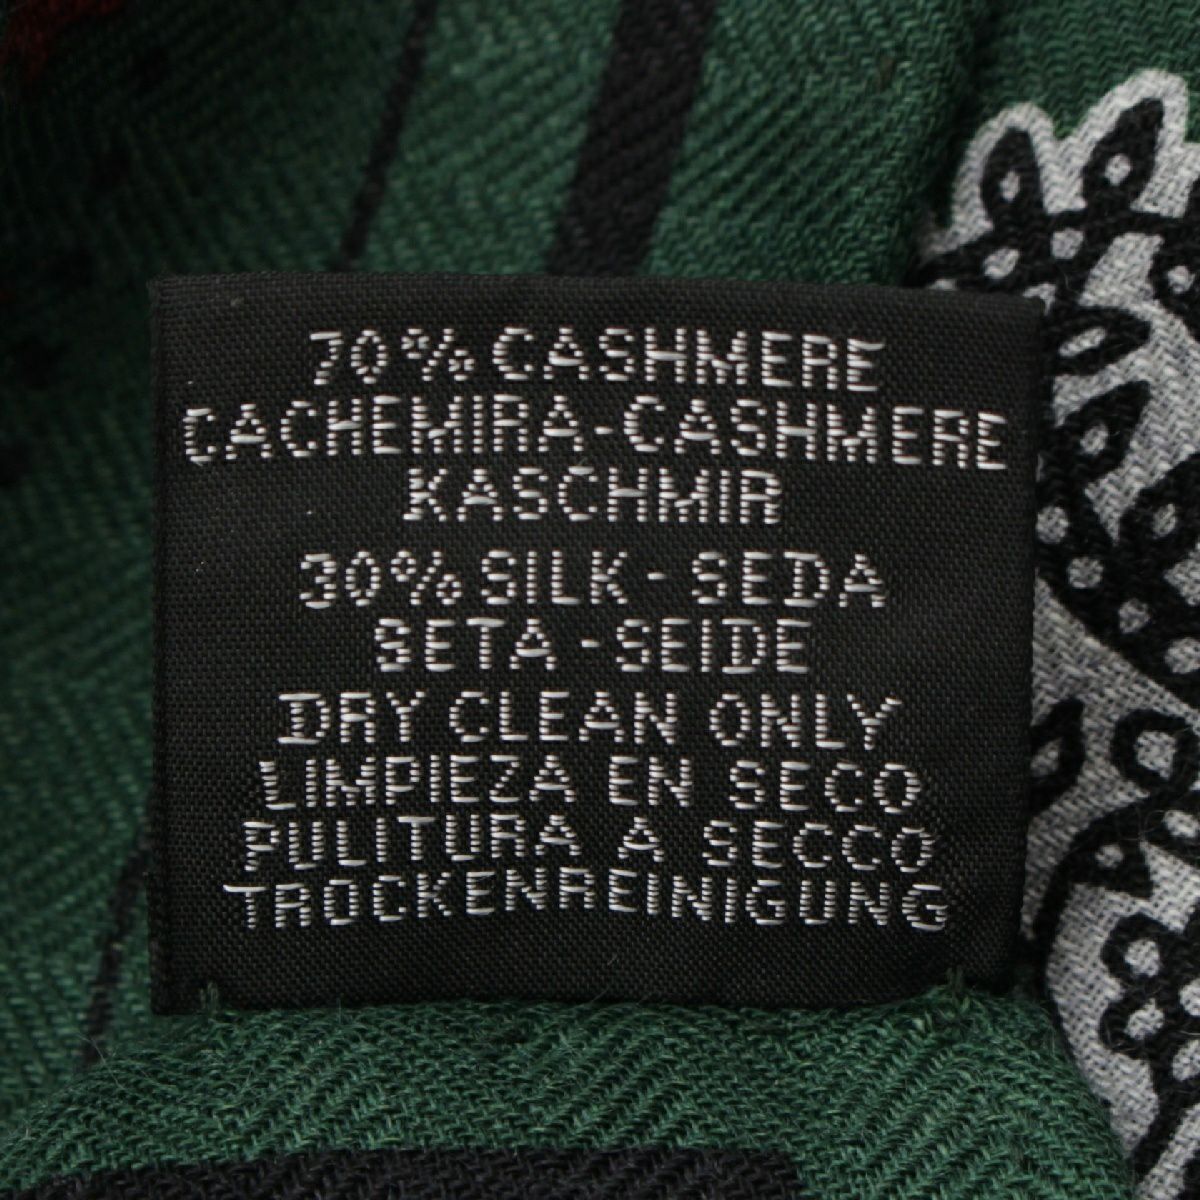 70% CASHMERE
CACHEMIRA-CASHMERE
KASCHMIR
30% SILK - SEDA
SETA - SEIDE
DRY CLEAN ONLY
LIMPIEZA EN SECO
PULITURA A SECCO
TROCKENREINIGUNG